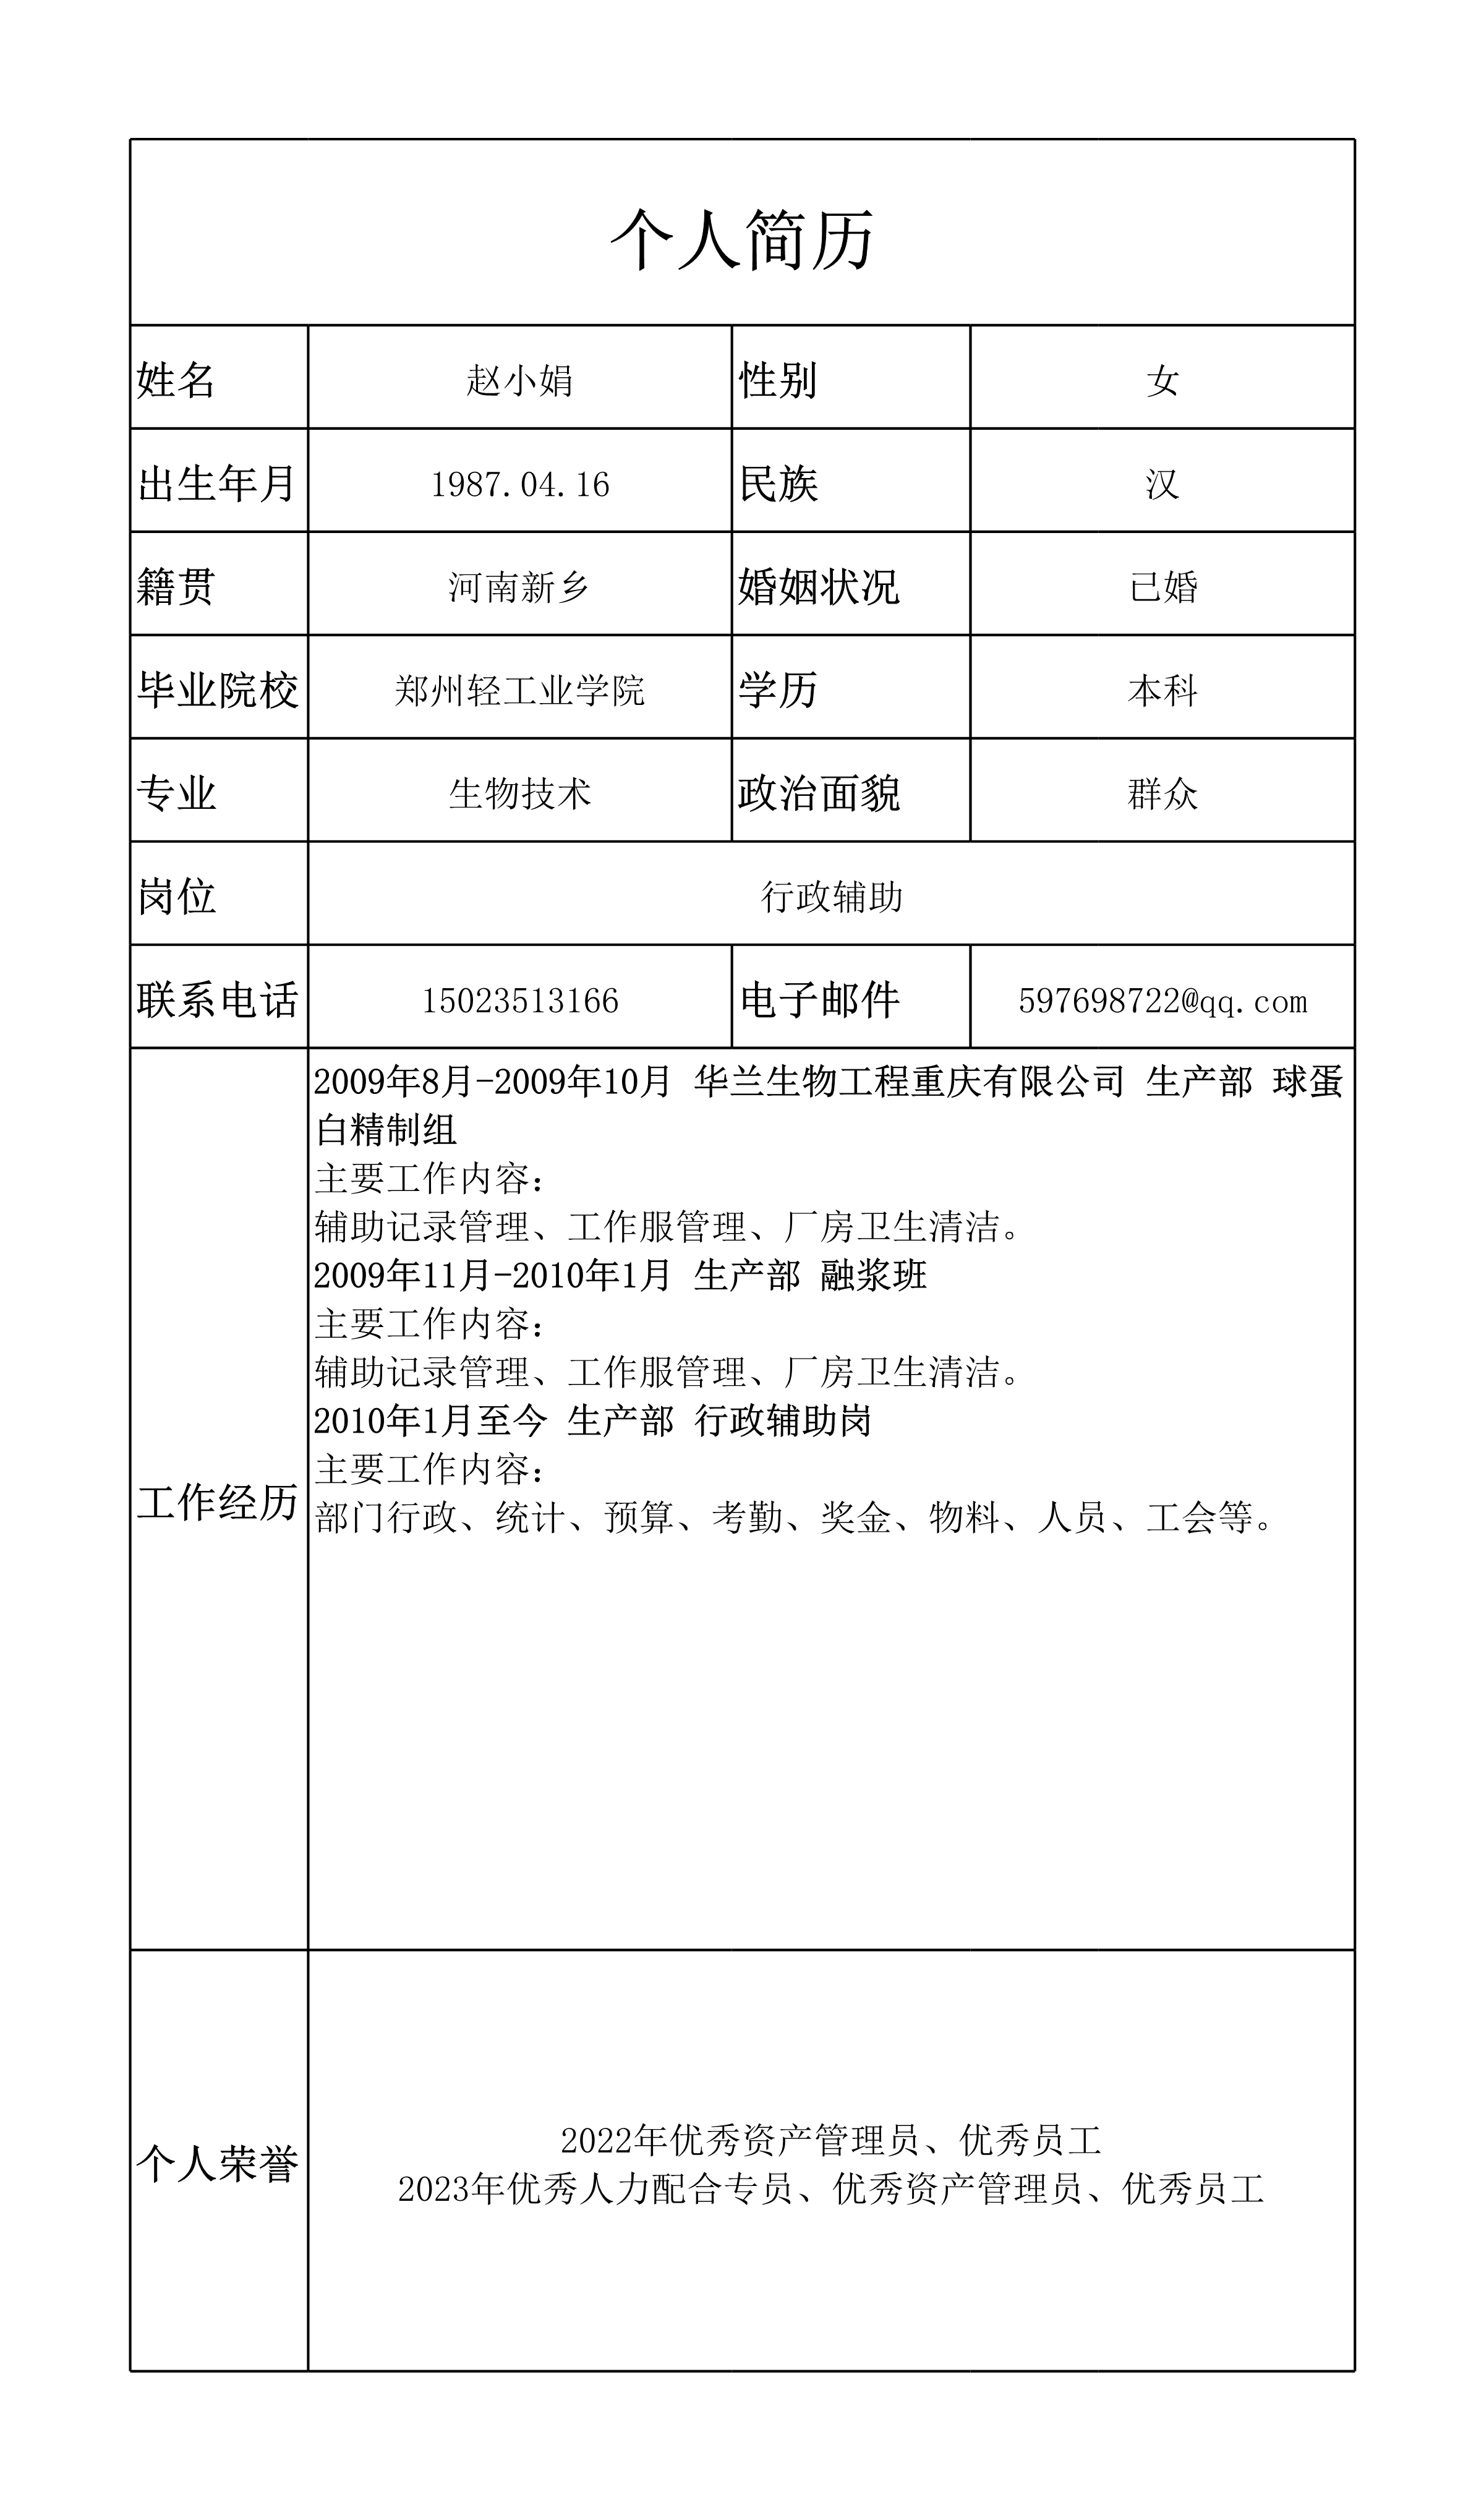 个人简历
姓名 赵小娟 性别 女
出生年月 1987.04.16 民族 汉
籍贯 河南新乡 婚姻状况 已婚
毕业院校 郑州轻工业学院 学历 本科
专业 生物技术 政治面貌 群众
岗位 行政辅助
联系电话 15023513166 电子邮件 597698722@qq.com
工作经历
2009年8月-2009年10月 华兰生物工程重庆有限公司 生产部 球蛋
白精制组
主要工作内容：
辅助记录管理、工作服管理、厂房卫生清洁。
2009年11月-2010年1月 生产部 融浆班
主要工作内容：
辅助记录管理、工作服管理、厂房卫生清洁。
2010年1月至今 生产部 行政辅助岗
主要工作内容：
部门行政、统计、预算、考勤、奖金、物料、人员、工会等。
个人荣誉
2022年优秀资产管理员、优秀员工
2023年优秀人力配合专员、优秀资产管理员、优秀员工